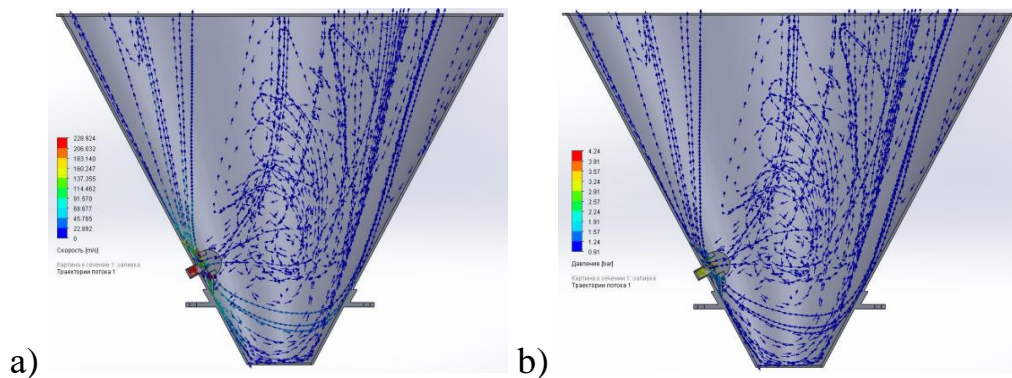 228.924
206.032
183.140
160.247
137.355
114.462
91.570
68.677
45.785
22.892
0
Скорость [m/s]
Картина в сечении 1: заливка
Траектории потока 1
a)
4.24
3.91
3.57
3.24
2.91
2.57
2.24
1.91
1.57
1.24
0.91
Давление [bar]
Картина в сечении 1: заливка
Траектории потока 1
b)